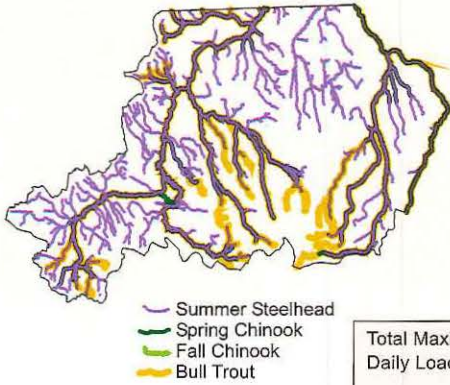 Summer Steelhead
Spring Chinook
Fall Chinook
Bull Trout
Total Max
Daily Load